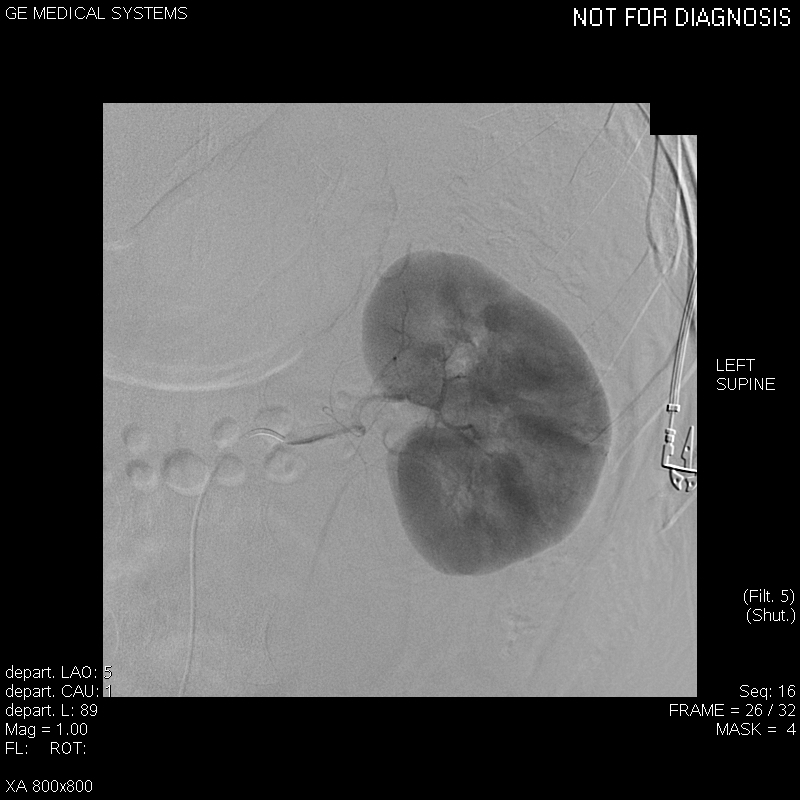 GE MEDICAL SYSTEMS
NOT FOR DIAGNOSIS
LEFT
SUPINE
(Filt. 5)
(Shut.)
depart. LAO: 5
depart. CAU: 1
depart. L: 89
Mag = 1.00
FL: ROT:
Seq: 16
FRAME = 26 / 32
MASK = 4
XA 800x800